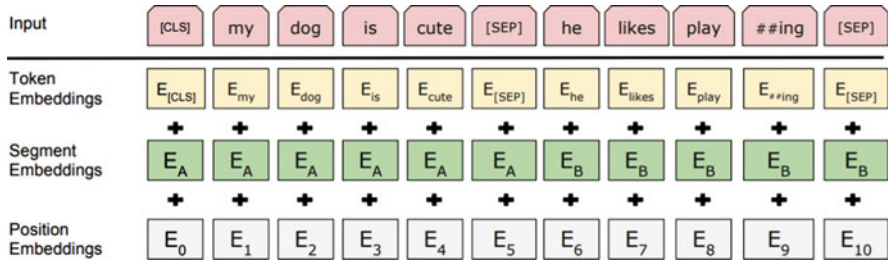 Input [CLS] my dog is cute [SEP] he likes play ##ing [SEP]
Token Embeddings E[CLS] Emy Edog Eis Ecute E[SEP] Ehe Elikes Eplay E##ing E[SEP]
+ + + + + + + + + + +
Segment Embeddings EA EA EA EA EA EA EB EB EB EB EB
+ + + + + + + + + + +
Position Embeddings E0 E1 E2 E3 E4 E5 E6 E7 E8 E9 E10